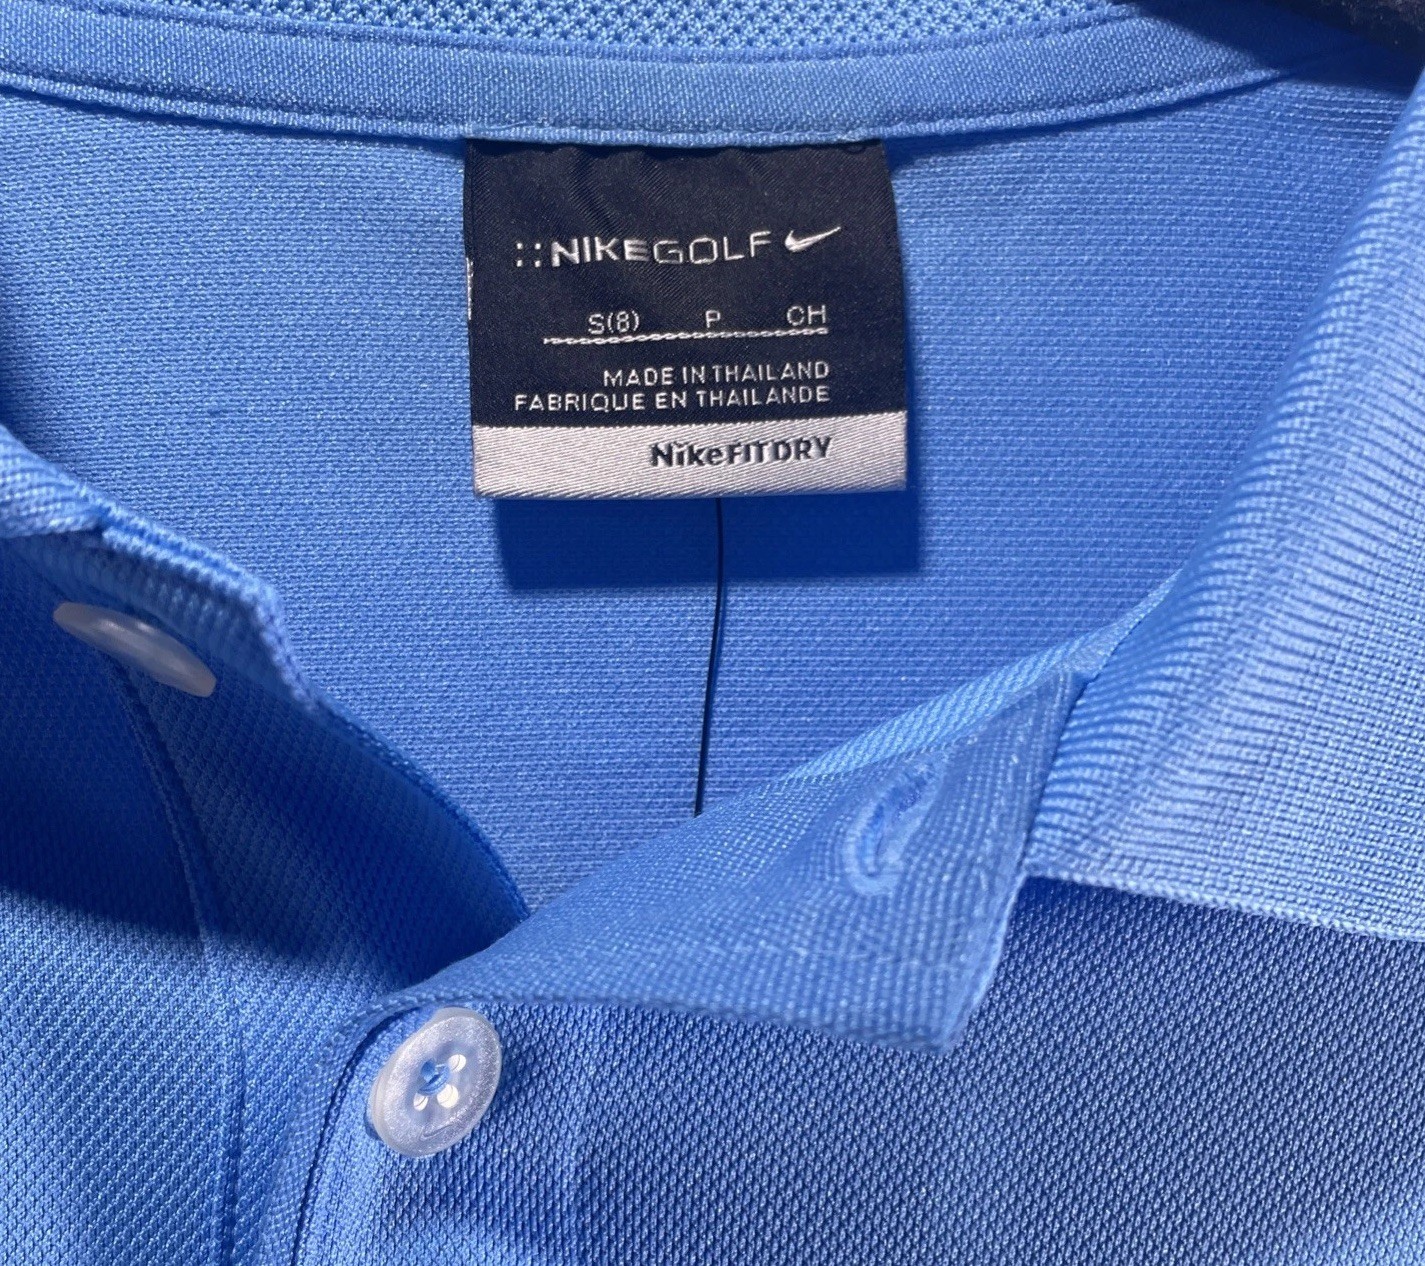 ::NIKEGOLF
S(8) P CH
MADE IN THAILAND
FABRIQUE EN THAILANDE
NikeFITDRY